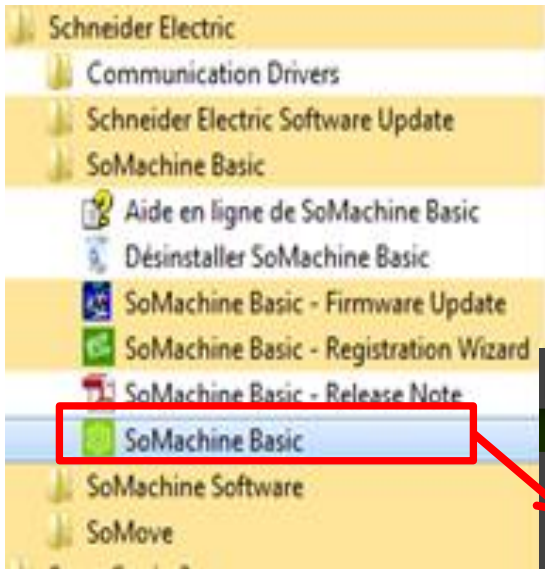 Schneider Electric
Communication Drivers
Schneider Electric Software Update
SoMachine Basic
Aide en ligne de SoMachine Basic
Désinstaller SoMachine Basic
SoMachine Basic - Firmware Update
SoMachine Basic - Registration Wizard
SoMachine Basic - Release Note
SoMachine Basic
SoMachine Software
SoMove